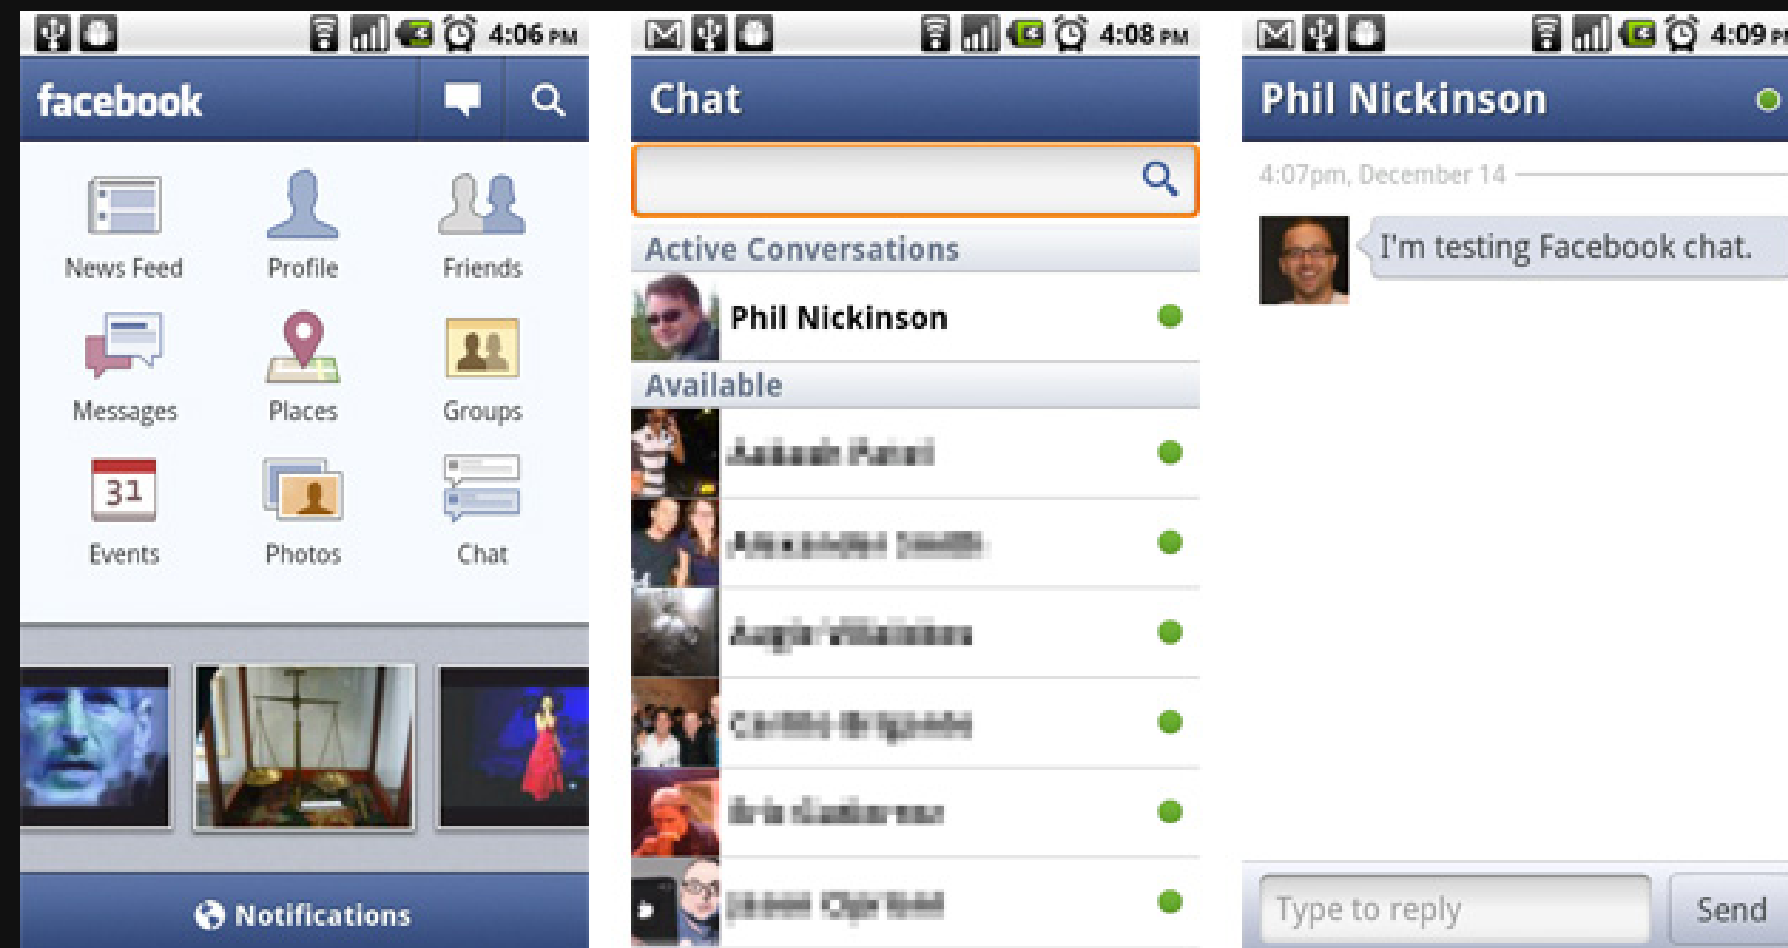 4:06 PM
facebook
News Feed
Profile
Friends
Messages
Places
Groups
31
Events
Photos
Chat
Notifications
4:08 PM
Chat
Active Conversations
Phil Nickinson
Available
4:09 P
Phil Nickinson
4:07pm, December 14
I'm testing Facebook chat.
Type to reply
Send